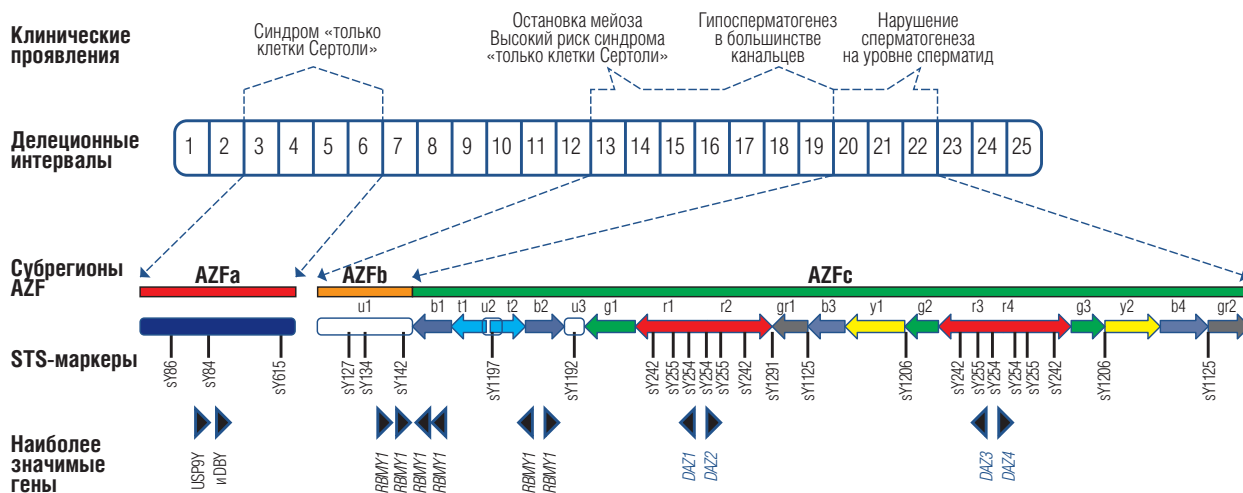 Клинические
проявления
Синдром «только
клетки Сертоли»
Остановка мейоза
Высокий риск синдрома
«только клетки Сертоли»
Гипосперматогенез
в большинстве
канальцев
Нарушение
сперматогенеза
на уровне сперматид
Делеционные
интервалы
1 2 3 4 5 6 7 8 9 10 11 12 13 14 15 16 17 18 19 20 21 22 23 24 25
Субрегионы
AZF
AZFa AZFb AZFc
u1 b1 t1 u2 t2 b2 u3 g1 r1 r2 gr1 b3 y1 g2 r3 r4 g3 y2 b4 gr2
STS-маркеры
sY86 sY84 sY615 sY127 sY134 sY142 sY1197 sY1192 sY242 sY255 sY254 sY254 sY255 sY242 sY1291 sY1125 sY1206 sY242 sY255 sY254 sY254 sY255 sY242 sY1206 sY1125
Наиболее
значимые
гены
USP9Y
и DBY
RBMY1 RBMY1 RBMY1 RBMY1 RBMY1 RBMY1 DAZ1 DAZ2 DAZ3 DAZ4